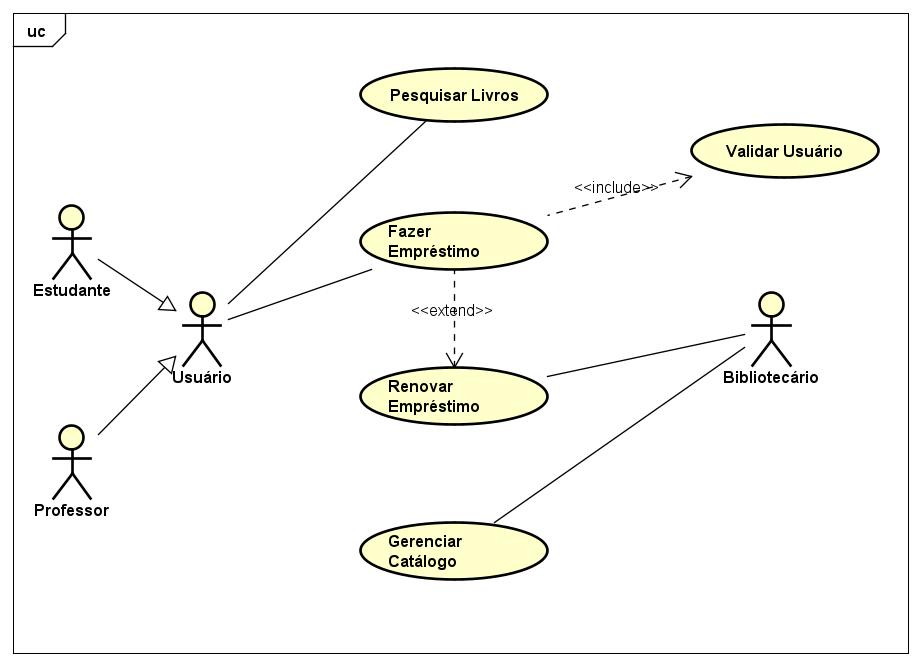 uc
Pesquisar Livros
Validar Usuário
<<include>>
Fazer
Empréstimo
Estudante
<<extend>>
Usuário
Bibliotecário
Renovar
Empréstimo
Professor
Gerenciar
Catálogo